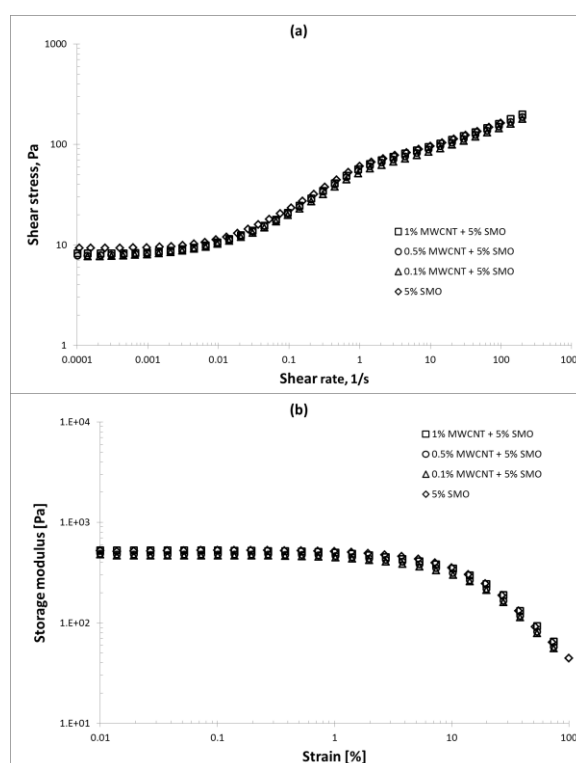 (a)
1000
100
10
1
Shear stress, Pa
1% MWCNT + 5% SMO
0.5% MWCNT + 5% SMO
0.1% MWCNT + 5% SMO
5% SMO
0.0001 0.001 0.01 0.1 1 10 100 100
Shear rate, 1/s
(b)
1.E+04
1.E+03
1.E+02
1.E+01
Storage modulus [Pa]
1% MWCNT + 5% SMO
0.5% MWCNT + 5% SMO
0.1% MWCNT + 5% SMO
5% SMO
0.01 0.1 1 10 100
Strain [%]